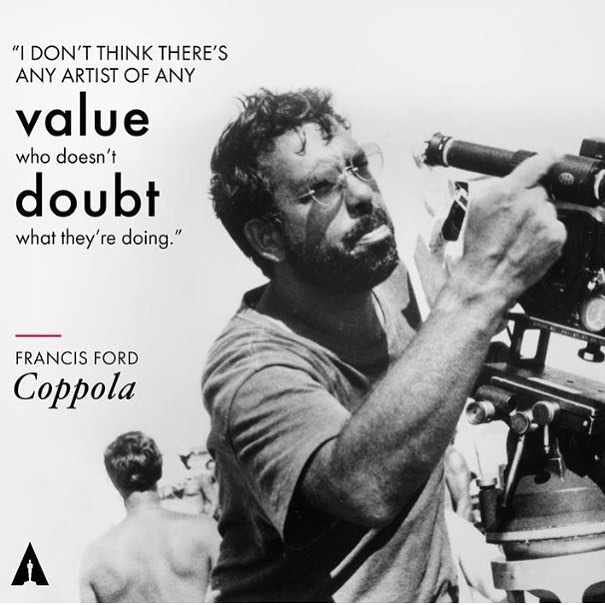 "I DON'T THINK THERE'S
ANY ARTIST OF ANY
value
who doesn't
doubt
what they're doing."
FRANCIS FORD
Coppola